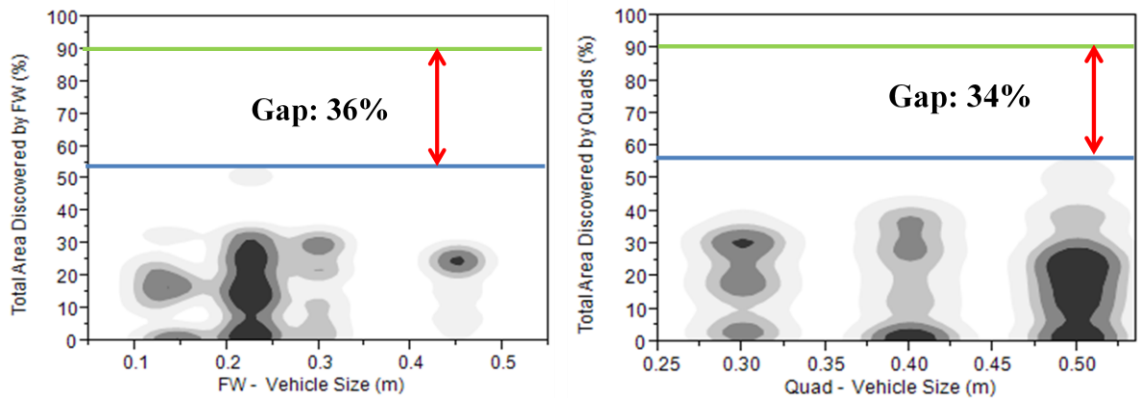 Total Area Discovered by FW (%)
100
90
80
70
60
50
40
30
20
10
0
Gap: 36%
0.1 0.2 0.3 0.4 0.5
FW - Vehicle Size (m)
Total Area Discovered by Quads (%)
100
90
80
70
60
50
40
30
20
10
0
Gap: 34%
0.25 0.30 0.35 0.40 0.45 0.50
Quad - Vehicle Size (m)